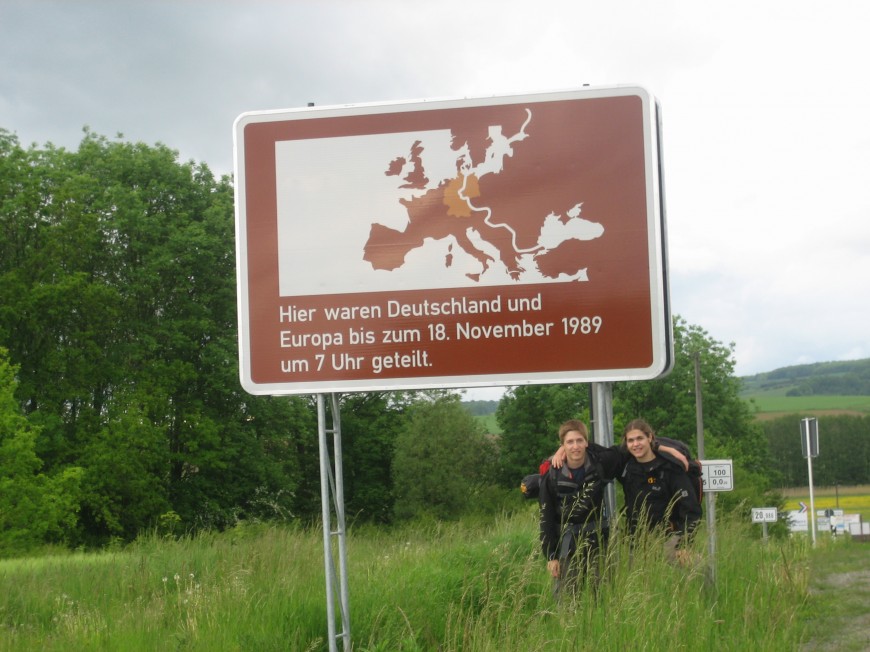 Hier waren Deutschland und
Europa bis zum 18. November 1989
um 7 Uhr geteilt.
100
0,0